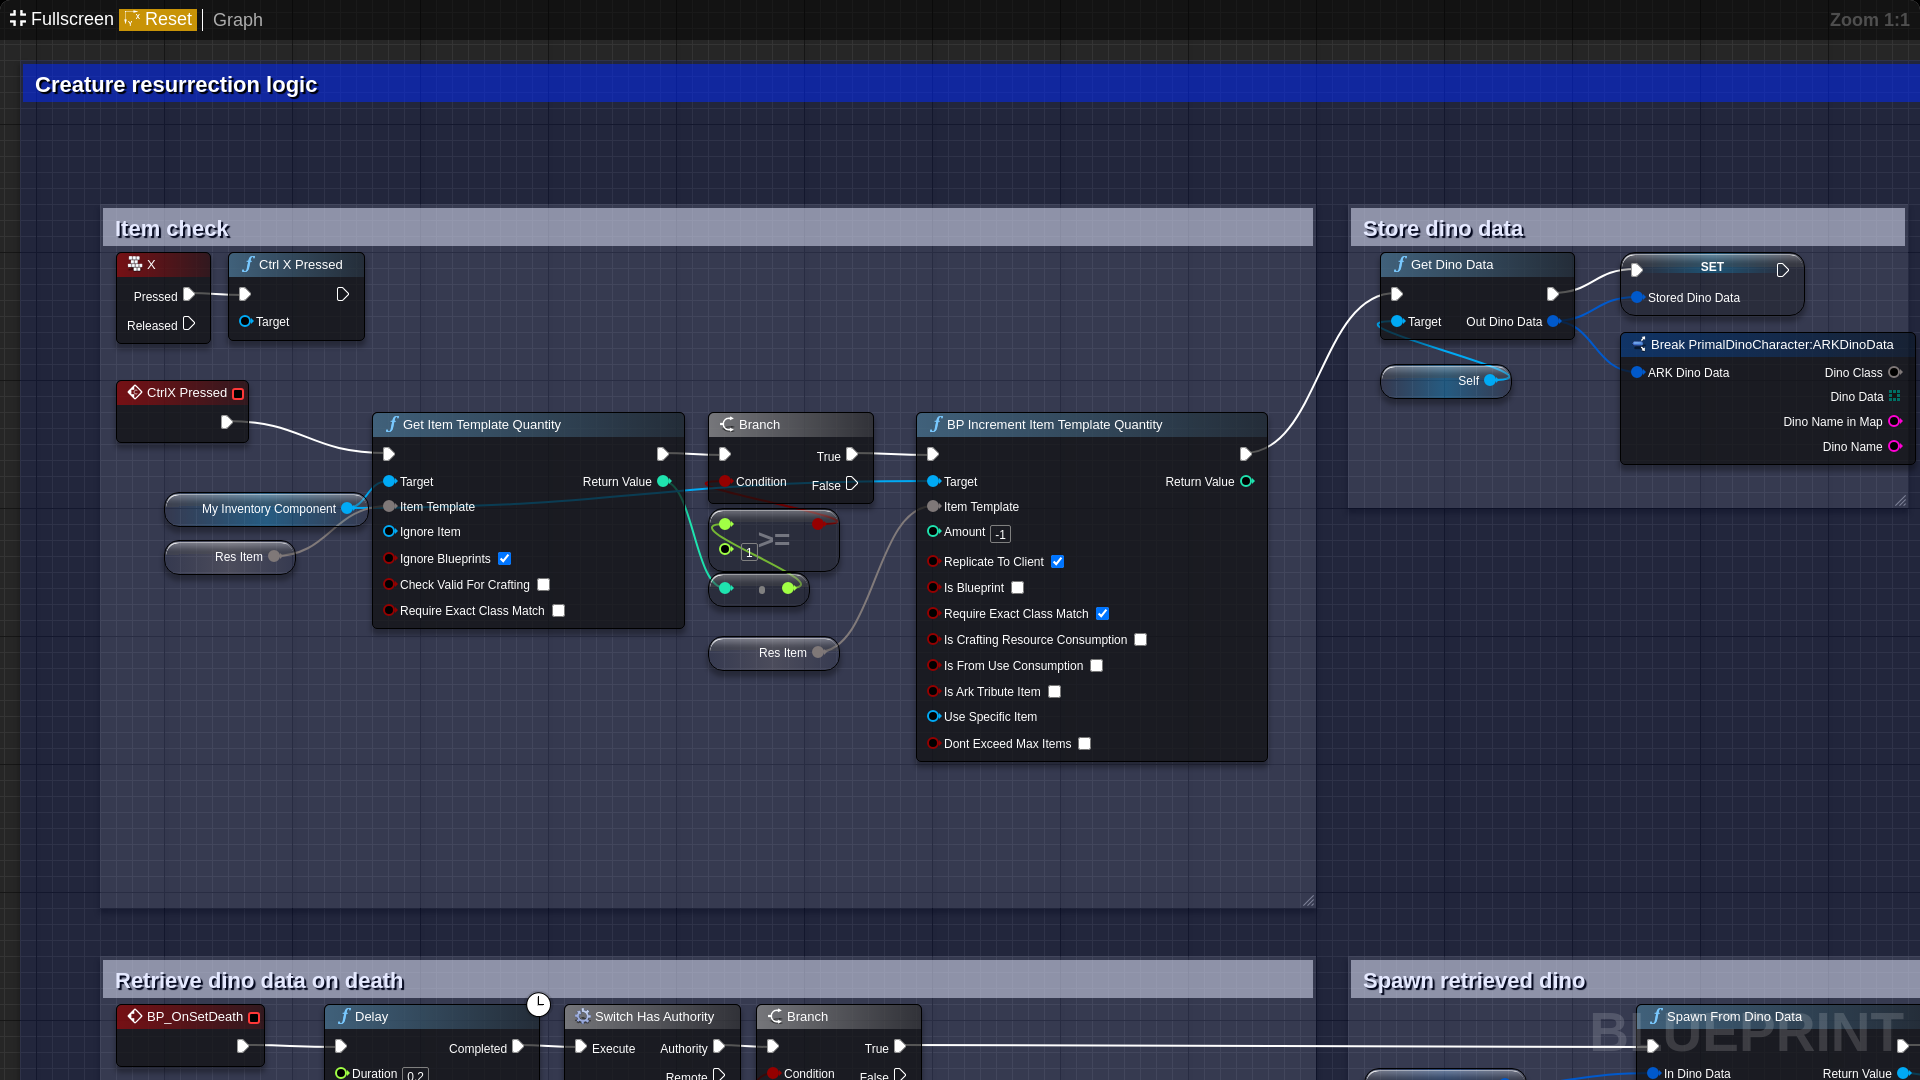 Fullscreen Reset Graph Zoom 1:1
Creature resurrection logic
Item check
X
Pressed
Released
Ctrl X Pressed
Target
CtrlX Pressed
My Inventory Component
Res Item
Get Item Template Quantity
Target Return Value
Item Template
Ignore Item
Ignore Blueprints
Check Valid For Crafting
Require Exact Class Match
Branch
True
Condition False
>=
1
Res Item
BP Increment Item Template Quantity
Target Return Value
Item Template
Amount -1
Replicate To Client
Is Blueprint
Require Exact Class Match
Is Crafting Resource Consumption
Is From Use Consumption
Is Ark Tribute Item
Use Specific Item
Dont Exceed Max Items
Store dino data
Get Dino Data
Target Out Dino Data
Self
SET
Stored Dino Data
Break PrimalDinoCharacter:ARKDinoData
ARK Dino Data Dino Class
Dino Data
Dino Name in Map
Dino Name
Retrieve dino data on death
BP_OnSetDeath
Delay
Completed
Duration 0.2
Switch Has Authority
Execute Authority
Remote
Branch
True
Condition False
Spawn retrieved dino
Spawn From Dino Data
In Dino Data Return Value
BLUEPRINT